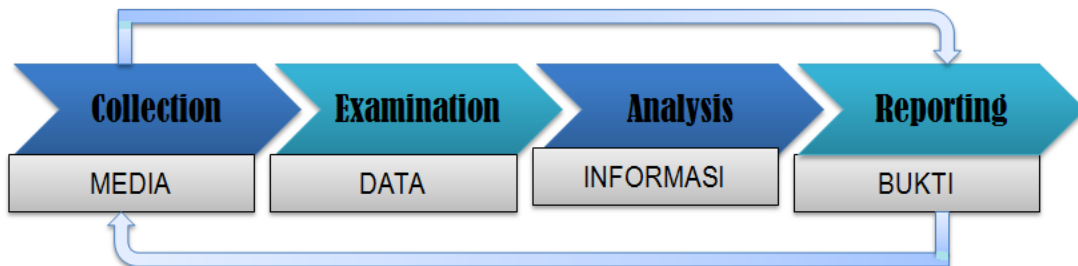 Collection
Examination
Analysis
Reporting
MEDIA
DATA
INFORMASI
BUKTI